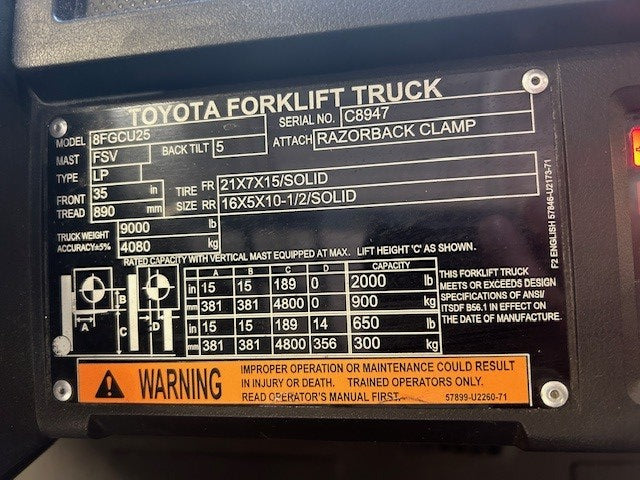 TOYOTA FORKLIFT TRUCK
MODEL 8FGCU25 SERIAL NO. C8947
MAST FSV BACK TILT 5 ATTACH RAZORBACK CLAMP
TYPE LP
FRONT TREAD 35 in TIRE SIZE FR 21X7X15/SOLID
890 mm RR 16X5X10-1/2/SOLID
TRUCK WEIGHT 9000 lb
ACCURACY±5% 4080 kg
RATED CAPACITY WITH VERTICAL MAST EQUIPPED AT MAX. LIFT HEIGHT 'C' AS SHOWN.
A B C D CAPACITY
in 15 15 189 0 2000 lb
mm 381 381 4800 0 900 kg
in 15 15 189 14 650 lb
mm 381 381 4800 356 300 kg
A B C D
THIS FORKLIFT TRUCK
MEETS OR EXCEEDS DESIGN
SPECIFICATIONS OF ANSI/
ITSDF B56.1 IN EFFECT ON
THE DATE OF MANUFACTURE.
F2 ENGLISH 57846-U2173-71
WARNING
IMPROPER OPERATION OR MAINTENANCE COULD RESULT
IN INJURY OR DEATH. TRAINED OPERATORS ONLY.
READ OPERATOR'S MANUAL FIRST. 57899-U2260-71